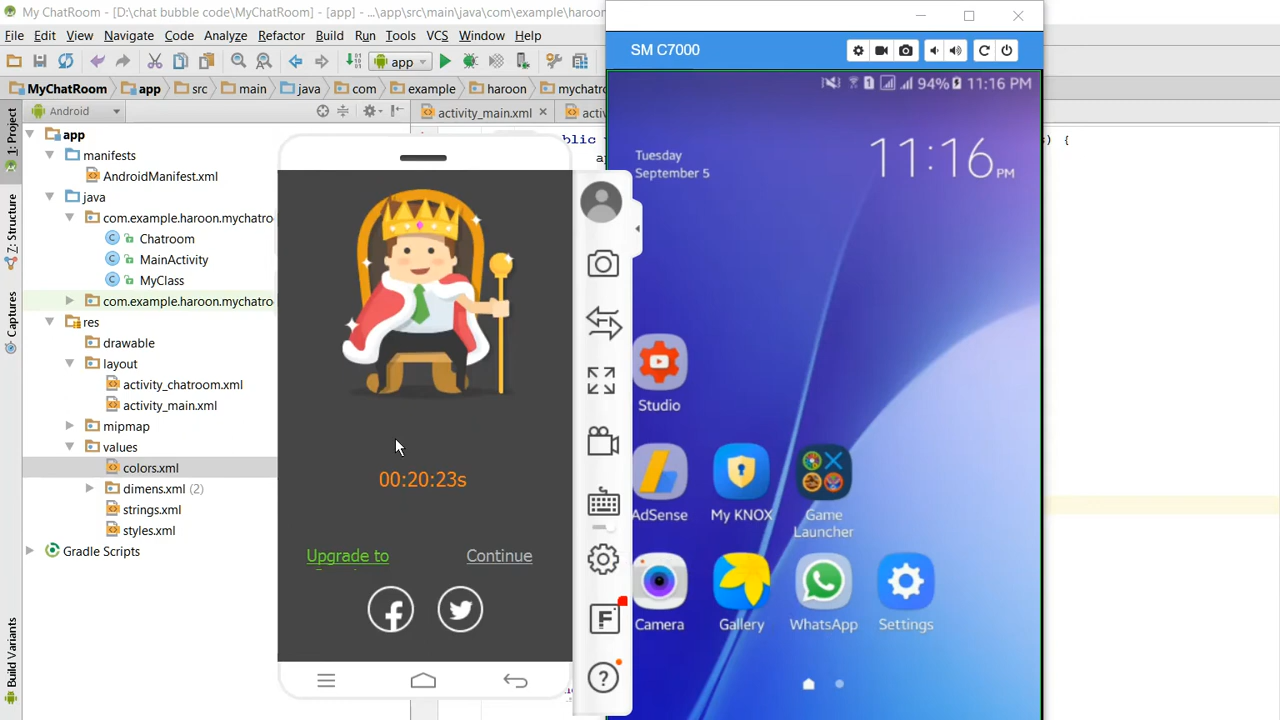 My ChatRoom - [D:\chat bubble code\MyChatRoom] - [app] - ...\app\src\main\java\com\example\haroo
File Edit View Navigate Code Analyze Refactor Build Run Tools VCS Window Help
SM C7000
app
MyChatRoom app src main java com example haroon mychatro
94% 11:16 PM
Android
activity_main.xml
activ
1: Project
Z: Structure
Captures
Build Variants
app
manifests
AndroidManifest.xml
java
com.example.haroon.mychatro
Chatroom
MainActivity
MyClass
com.example.haroon.mychatro
res
drawable
layout
activity_chatroom.xml
activity_main.xml
mipmap
values
colors.xml
dimens.xml (2)
strings.xml
styles.xml
Gradle Scripts
) {
00:20:23s
Upgrade to
Continue
Tuesday
September 5
11:16 PM
Studio
AdSense
My KNOX
Game
Launcher
Camera
Gallery
WhatsApp
Settings